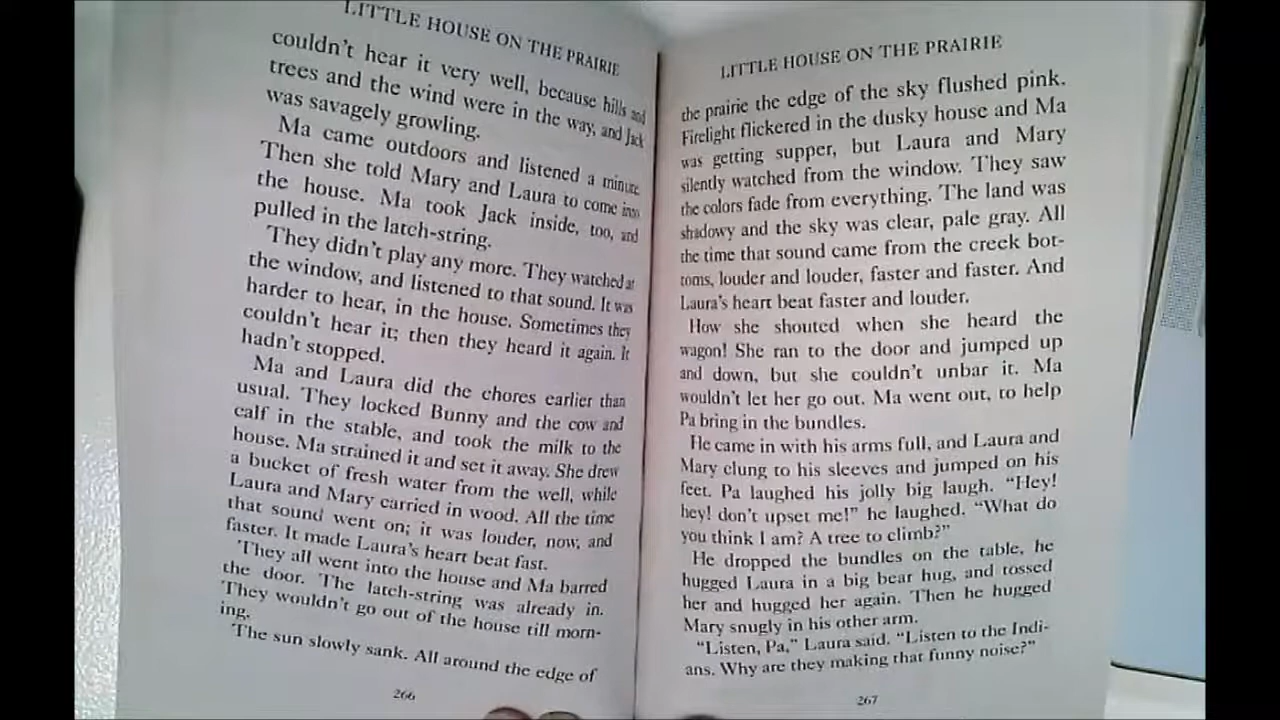 LITTLE HOUSE ON THE PRAIRIE
couldn't hear it very well, because hills and
trees and the wind were in the way, and Jack
was savagely growling.
Ma came outdoors and listened a minute.
Then she told Mary and Laura to come into
the house. Ma took Jack inside, too, and
pulled in the latch-string.
They didn't play any more. They watched at
the window, and listened to that sound. It was
harder to hear, in the house. Sometimes they
couldn't hear it; then they heard it again. It
hadn't stopped.
Ma and Laura did the chores earlier than
usual. They locked Bunny and the cow and
calf in the stable, and took the milk to the
house. Ma strained it and set it away. She drew
a bucket of fresh water from the well, while
Laura and Mary carried in wood. All the time
that sound went on; it was louder, now, and
faster. It made Laura's heart beat fast.
They all went into the house and Ma barred
the door. The latch-string was already in.
They wouldn't go out of the house till morn-
ing.
The sun slowly sank. All around the edge of
266
LITTLE HOUSE ON THE PRAIRIE
the prairie the edge of the sky flushed pink.
Firelight flickered in the dusky house and Ma
was getting supper, but Laura and Mary
silently watched from the window. They saw
the colors fade from everything. The land was
shadowy and the sky was clear, pale gray. All
the time that sound came from the creek bot-
toms, louder and louder, faster and faster. And
Laura's heart beat faster and louder.
How she shouted when she heard the
wagon! She ran to the door and jumped up
and down, but she couldn't unbar it. Ma
wouldn't let her go out. Ma went out, to help
Pa bring in the bundles.
He came in with his arms full, and Laura and
Mary clung to his sleeves and jumped on his
feet. Pa laughed his jolly big laugh. "Hey!
hey! don't upset me!" he laughed. "What do
you think I am? A tree to climb?"
He dropped the bundles on the table, he
hugged Laura in a big bear hug, and tossed
her and hugged her again. Then he hugged
Mary snugly in his other arm.
"Listen, Pa," Laura said. "Listen to the Indi-
ans. Why are they making that funny noise?"
267